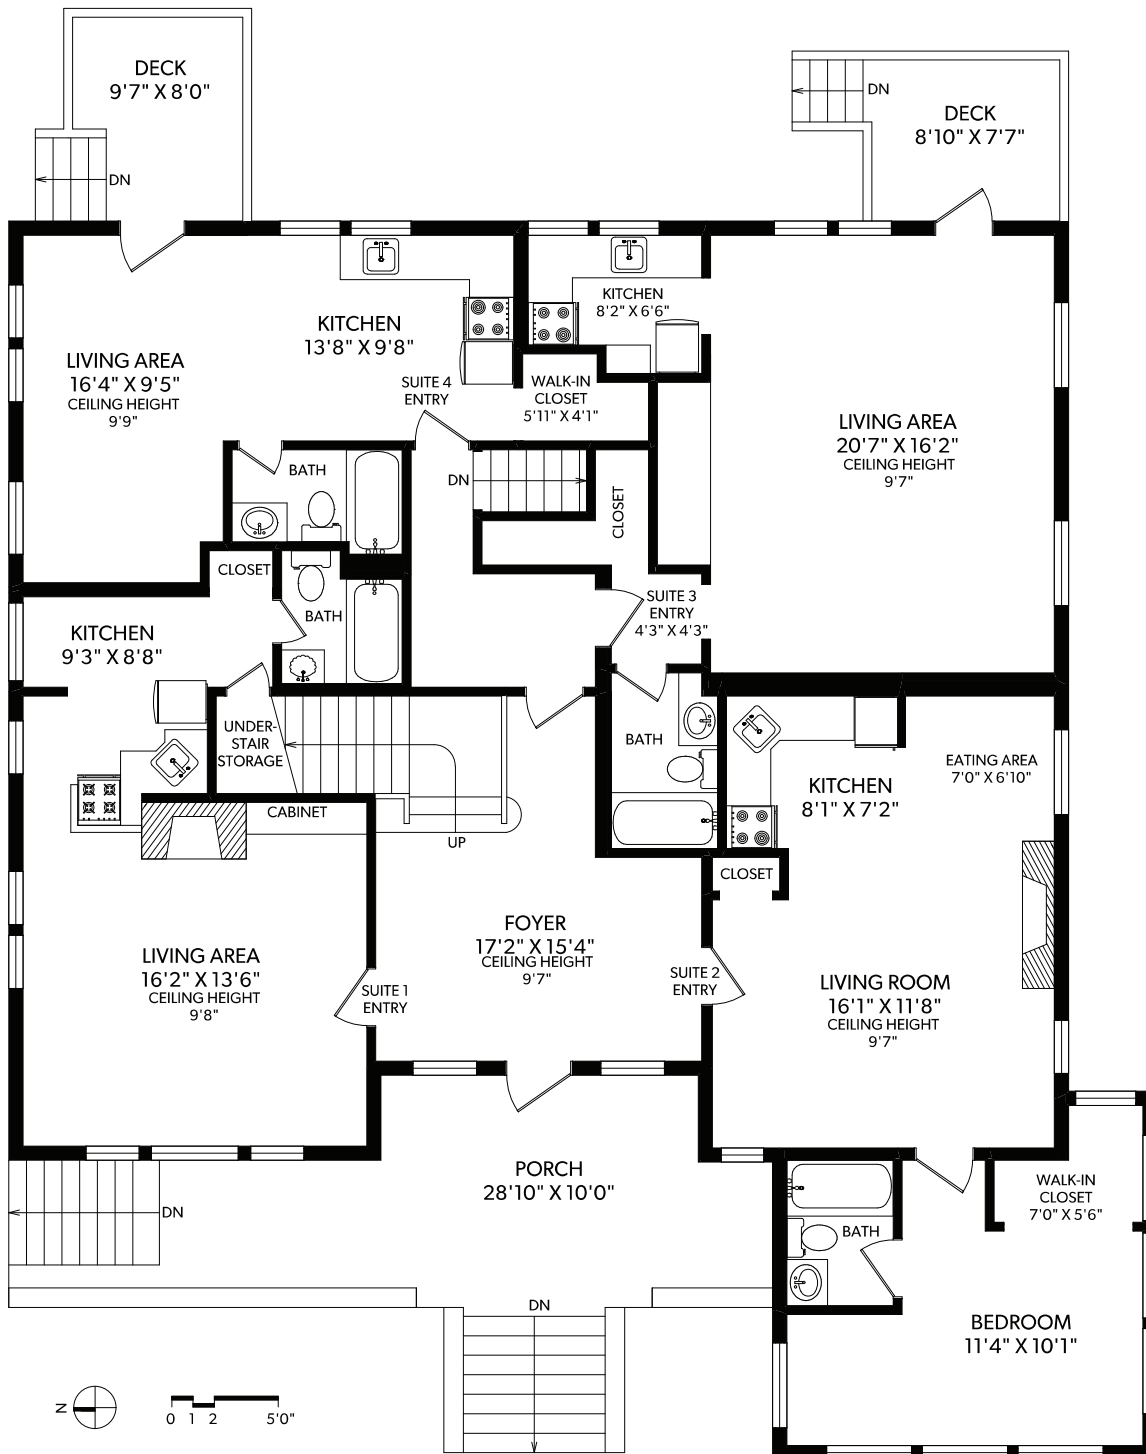 DECK
9'7" X 8'0"
DN
DN
DECK
8'10" X 7'7"
KITCHEN
8'2" X 6'6"
KITCHEN
13'8" X 9'8"
LIVING AREA
16'4" X 9'5"
CEILING HEIGHT
9'9"
SUITE 4
ENTRY
WALK-IN
CLOSET
5'11" X 4'1"
LIVING AREA
20'7" X 16'2"
CEILING HEIGHT
9'7"
BATH
DN
CLOSET
CLOSET
BATH
SUITE 3
ENTRY
4'3" X 4'3"
KITCHEN
9'3" X 8'8"
UNDER-
STAIR
STORAGE
BATH
EATING AREA
7'0" X 6'10"
KITCHEN
8'1" X 7'2"
CABINET
UP
CLOSET
FOYER
17'2" X 15'4"
CEILING HEIGHT
9'7"
LIVING AREA
16'2" X 13'6"
CEILING HEIGHT
9'8"
SUITE 1
ENTRY
SUITE 2
ENTRY
LIVING ROOM
16'1" X 11'8"
CEILING HEIGHT
9'7"
PORCH
28'10" X 10'0"
DN
WALK-IN
CLOSET
7'0" X 5'6"
BATH
DN
BEDROOM
11'4" X 10'1"
N
0 1 2 5'0"